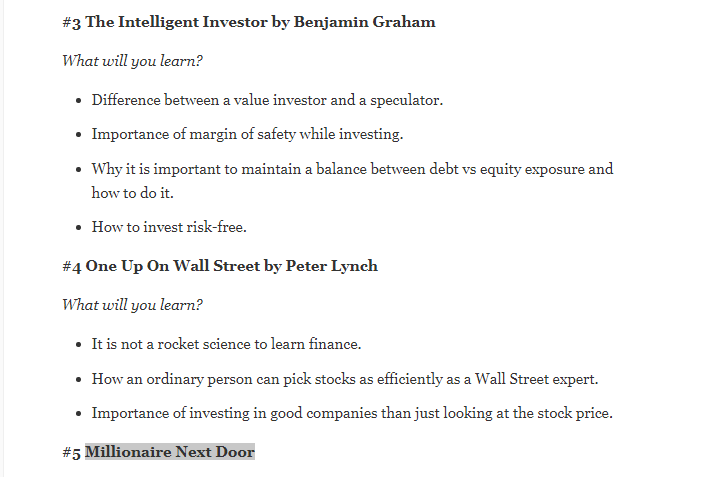 #3 The Intelligent Investor by Benjamin Graham
What will you learn?
• Difference between a value investor and a speculator.
• Importance of margin of safety while investing.
• Why it is important to maintain a balance between debt vs equity exposure and
how to do it.
• How to invest risk-free.
#4 One Up On Wall Street by Peter Lynch
What will you learn?
• It is not a rocket science to learn finance.
• How an ordinary person can pick stocks as efficiently as a Wall Street expert.
• Importance of investing in good companies than just looking at the stock price.
#5 Millionaire Next Door